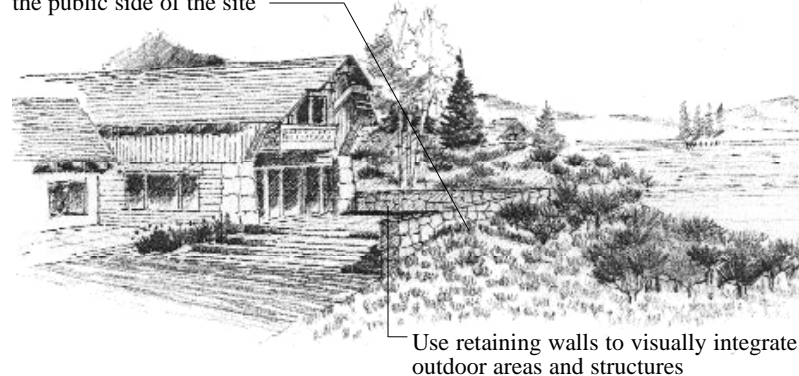 the public side of the site
Use retaining walls to visually integrate
outdoor areas and structures